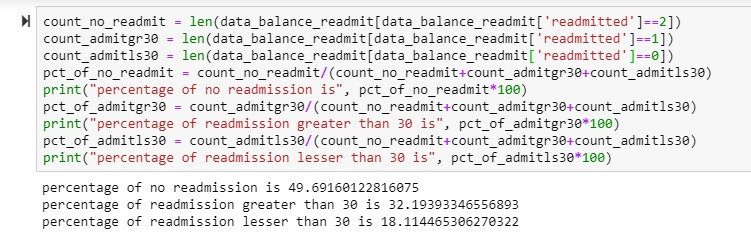 count_no_readmit = len(data_balance_readmit[data_balance_readmit['readmitted']==2])
count_admitgr30 = len(data_balance_readmit[data_balance_readmit['readmitted']==1])
count_admitls30 = len(data_balance_readmit[data_balance_readmit['readmitted']==0])
pct_of_no_readmit = count_no_readmit/(count_no_readmit+count_admitgr30+count_admitls30)
print("percentage of no readmission is", pct_of_no_readmit*100)
pct_of_admitgr30 = count_admitgr30/(count_no_readmit+count_admitgr30+count_admitls30)
print("percentage of readmission greater than 30 is", pct_of_admitgr30*100)
pct_of_admitls30 = count_admitls30/(count_no_readmit+count_admitgr30+count_admitls30)
print("percentage of readmission lesser than 30 is", pct_of_admitls30*100)
percentage of no readmission is 49.69160122816075
percentage of readmission greater than 30 is 32.19393346556893
percentage of readmission lesser than 30 is 18.114465306270322